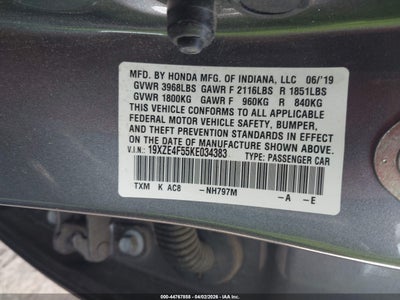 MFD. BY HONDA MFG. OF INDIANA, LLC 06/'19
GVWR 3968LBS GAWR F 2116LBS R 1851LBS
GVWR 1800KG GAWR F 960KG R 840KG
THIS VEHICLE CONFORMS TO ALL APPLICABLE
FEDERAL MOTOR VEHICLE SAFETY, BUMPER,
AND THEFT PREVENTION STANDARDS IN EFFECT
ON THE DATE OF MANUFACTURE SHOWN ABOVE.
V.I.N.: 19XZE4F55KE034383 TYPE: PASSENGER CAR
TXM K AC8 -NH797M -A -E
IAA 44767858 - 04/02/2026 - IAAI.COM